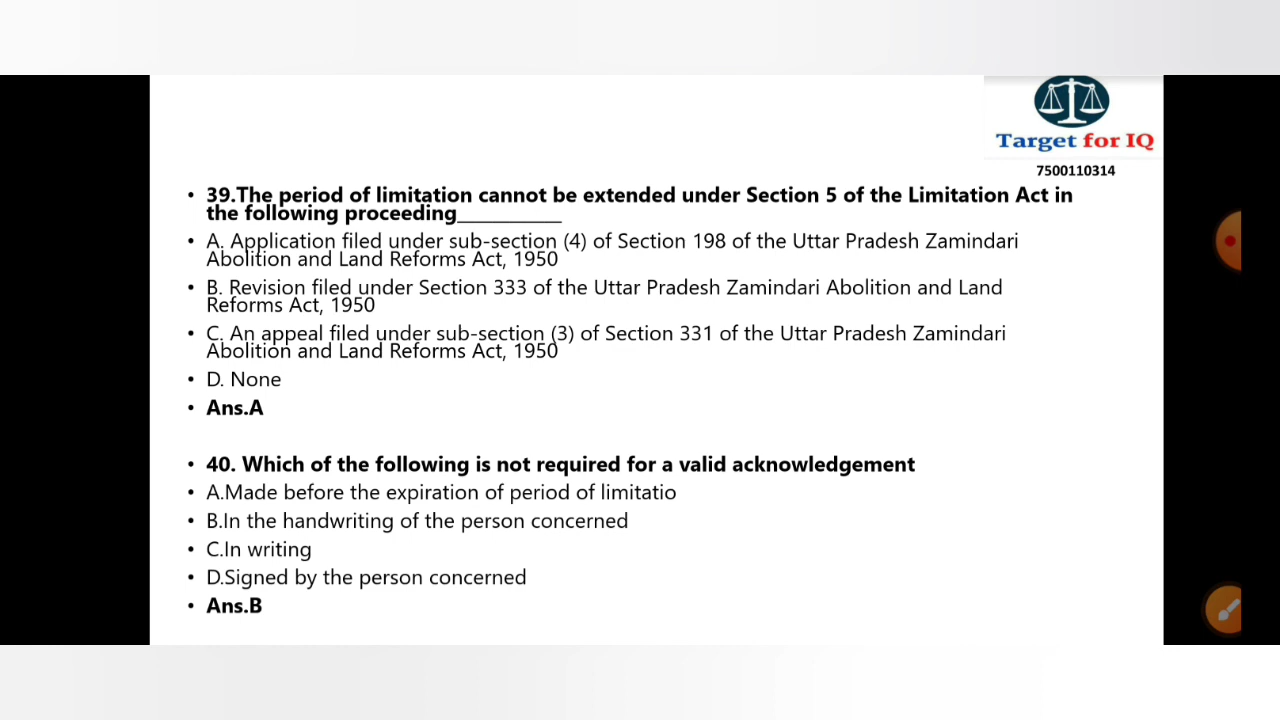 Target for IQ
7500110314
• 39.The period of limitation cannot be extended under Section 5 of the Limitation Act in
the following proceeding__________
• A. Application filed under sub-section (4) of Section 198 of the Uttar Pradesh Zamindari
Abolition and Land Reforms Act, 1950
• B. Revision filed under Section 333 of the Uttar Pradesh Zamindari Abolition and Land
Reforms Act, 1950
• C. An appeal filed under sub-section (3) of Section 331 of the Uttar Pradesh Zamindari
Abolition and Land Reforms Act, 1950
• D. None
• Ans.A
• 40. Which of the following is not required for a valid acknowledgement
• A.Made before the expiration of period of limitatio
• B.In the handwriting of the person concerned
• C.In writing
• D.Signed by the person concerned
• Ans.B